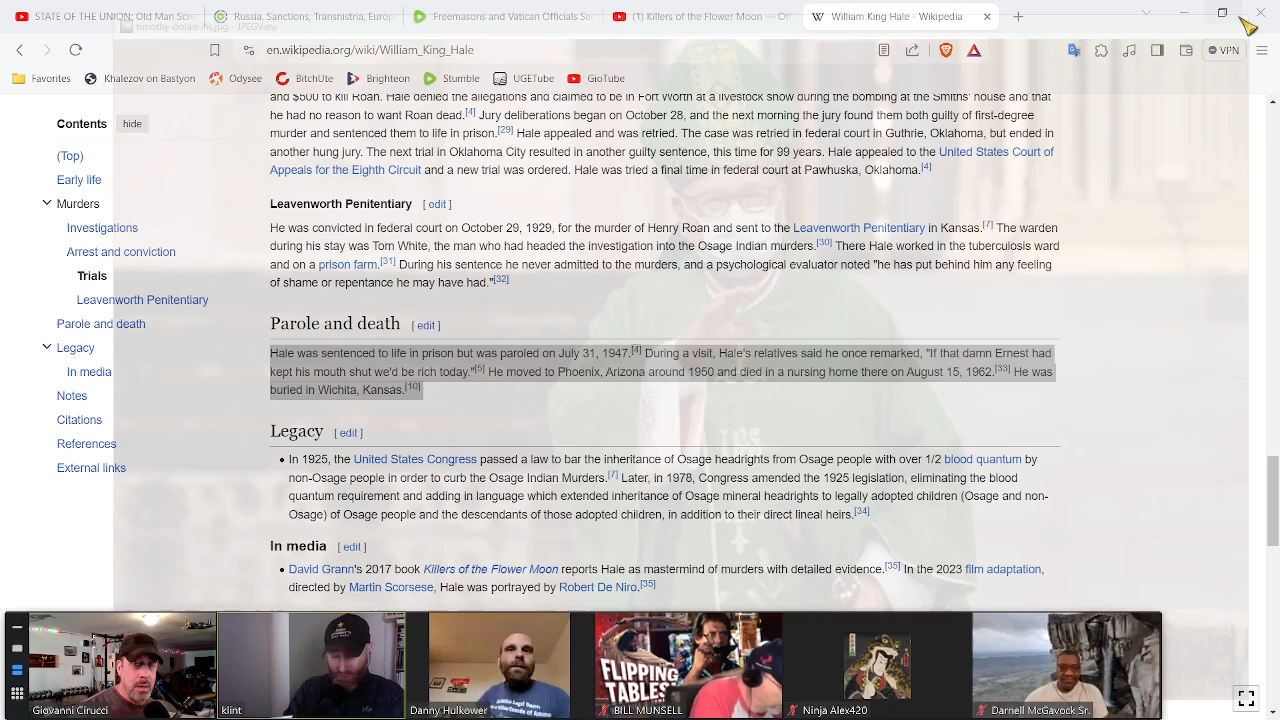 STATIONS OF THE CROSS
Russians, Transnistria, Europ
Freemasons and Vatican Officials Sec
(1) Killers of the Flower Moon — Off
William King Hale - Wikipedia
timothy-dolan-ihs.jpg - JPEGView
en.wikipedia.org/wiki/William_King_Hale
VPN
Favorites Khalezov on Bastyon Odysee BitChute Brighteon Stumble UGETube GioTube
Contents hide
(Top)
Early life
Murders
Investigations
Arrest and conviction
Trials
Leavenworth Penitentiary
Parole and death
Legacy
In media
Notes
Citations
References
External links
and $500 to kill Roan. Hale denied the allegations and claimed to be in Fort Worth at a livestock show during the bombing at the Smiths' house and that
he had no reason to want Roan dead.[4] Jury deliberations began on October 28, and the next morning the jury found them both guilty of first-degree
murder and sentenced them to life in prison.[29] Hale appealed and was retried. The case was retried in federal court in Guthrie, Oklahoma, but ended in
another hung jury. The next trial in Oklahoma City resulted in another guilty sentence, this time for 99 years. Hale appealed to the United States Court of
Appeals for the Eighth Circuit and a new trial was ordered. Hale was tried a final time in federal court at Pawhuska, Oklahoma.[4]
Leavenworth Penitentiary [ edit ]
He was convicted in federal court on October 29, 1929, for the murder of Henry Roan and sent to the Leavenworth Penitentiary in Kansas.[7] The warden
during his stay was Tom White, the man who had headed the investigation into the Osage Indian murders.[30] There Hale worked in the tuberculosis ward
and on a prison farm.[31] During his sentence he never admitted to the murders, and a psychological evaluator noted "he has put behind him any feeling
of shame or repentance he may have had."[32]
Parole and death [ edit ]
Hale was sentenced to life in prison but was paroled on July 31, 1947.[4] During a visit, Hale's relatives said he once remarked, "If that damn Ernest had
kept his mouth shut we'd be rich today."[5] He moved to Phoenix, Arizona around 1950 and died in a nursing home there on August 15, 1962.[33] He was
buried in Wichita, Kansas.[10]
Legacy [ edit ]
• In 1925, the United States Congress passed a law to bar the inheritance of Osage headrights from Osage people with over 1/2 blood quantum by
non-Osage people in order to curb the Osage Indian Murders.[7] Later, in 1978, Congress amended the 1925 legislation, eliminating the blood
quantum requirement and adding in language which extended inheritance of Osage mineral headrights to legally adopted children (Osage and non-
Osage) of Osage people and the descendants of those adopted children, in addition to their direct lineal heirs.[34]
In media [ edit ]
• David Grann's 2017 book Killers of the Flower Moon reports Hale as mastermind of murders with detailed evidence.[35] In the 2023 film adaptation,
directed by Martin Scorsese, Hale was portrayed by Robert De Niro.[35]
IHS
FLIPPING
TABLES
Giovanni Cirucci
klint
Danny Hulkower
BILL MUNSELL
Ninja Alex420
Darnell McGavock Sr.